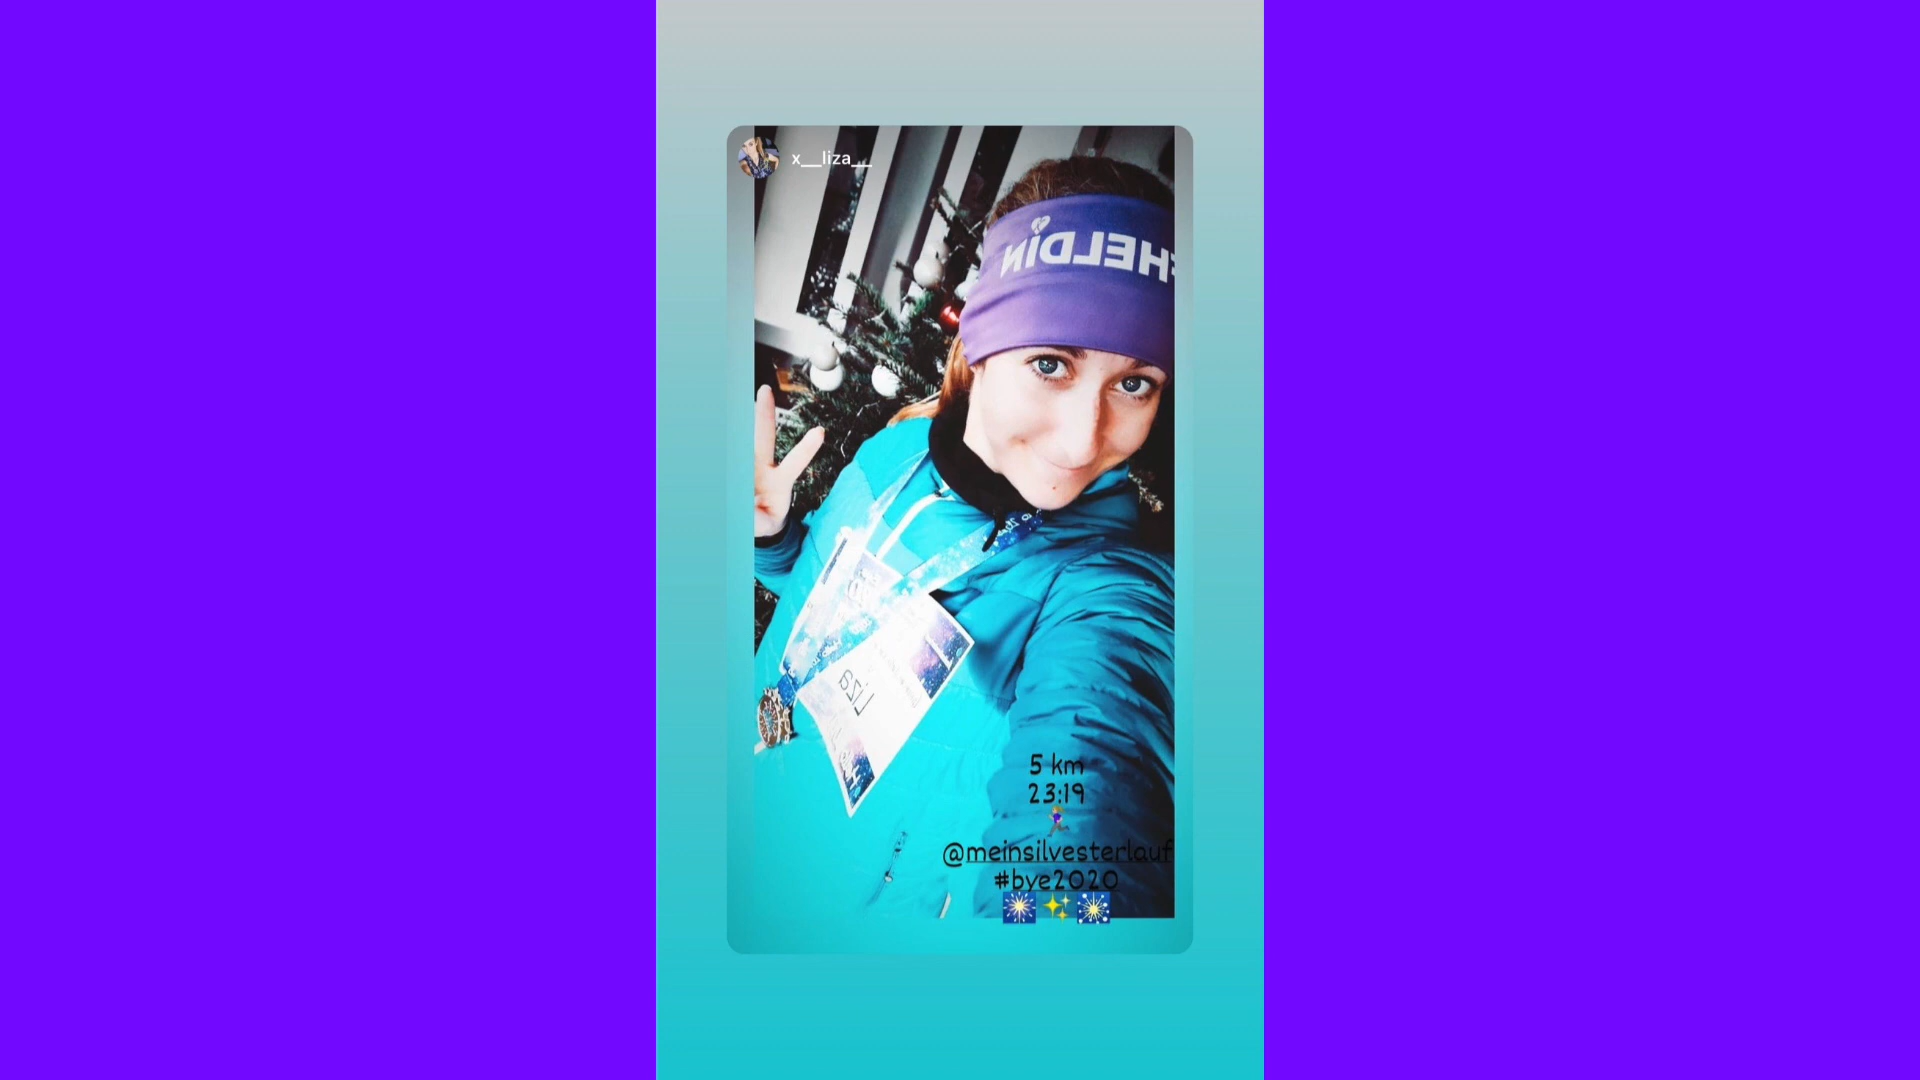 x__liza__
#HELDIN
Liza
5 km
23:19
@meinsilvesterlauf
#bye2020